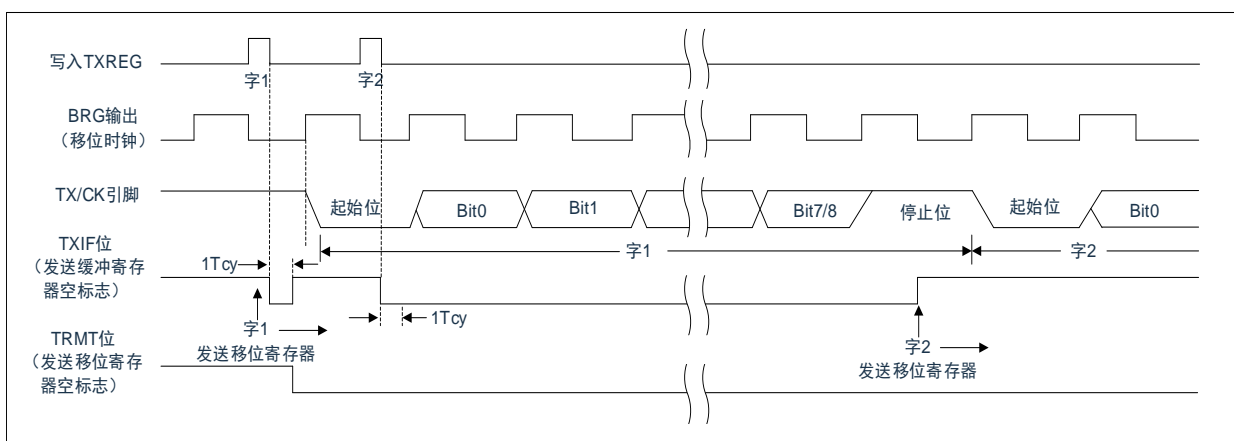 写入TXREG
字1
字2
BRG输出
（移位时钟）
TX/CK引脚
起始位
Bit0
Bit1
Bit7/8
停止位
起始位
Bit0
TXIF位
（发送缓冲寄存
器空标志）
1Tcy
字1
字2
1Tcy
字1
发送移位寄存器
字2
发送移位寄存器
TRMT位
（发送移位寄存
器空标志）